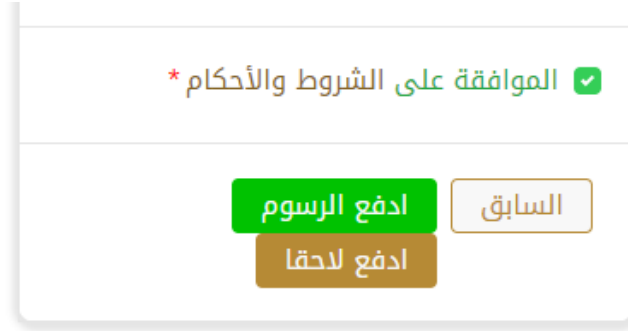 الموافقة على الشروط والأحكام *
السابق ادفع الرسوم
ادفع لاحقا